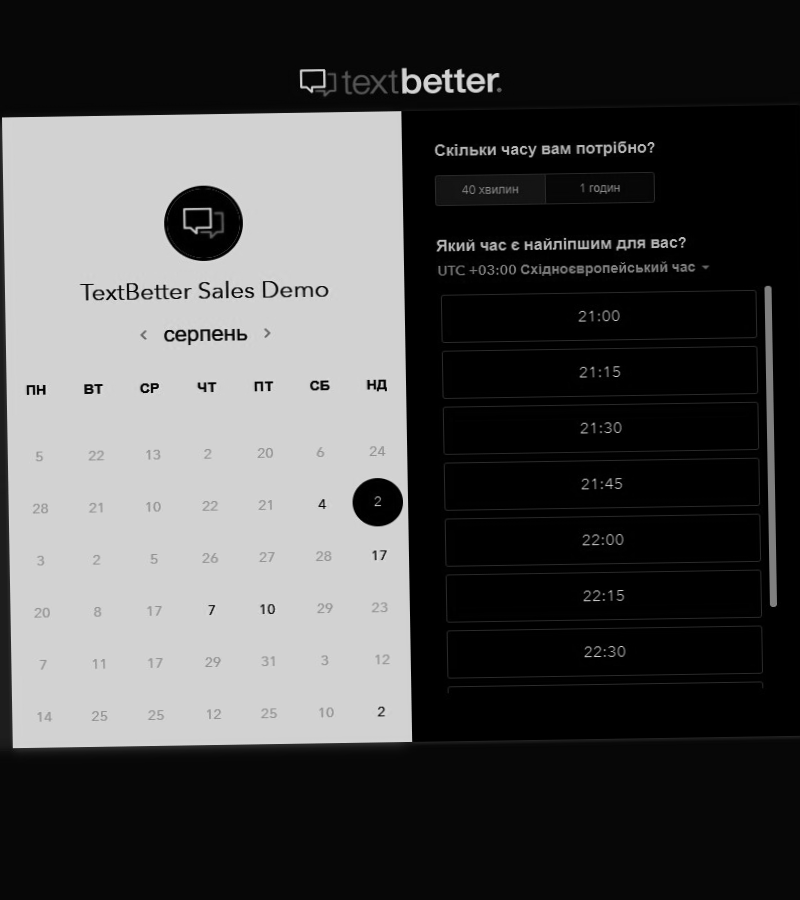 textbetter.
TextBetter Sales Demo
серпень
ПН ВТ СР ЧТ ПТ СБ НД
5 22 13 2 20 6 24
28 21 10 22 21 4 2
3 2 5 26 27 28 17
20 8 17 7 10 29 23
7 11 17 29 31 3 12
14 25 25 12 25 10 2
Скільки часу вам потрібно?
40 хвилин 1 годин
Який час є найліпшим для вас?
UTC +03:00 Східноєвропейський час
21:00
21:15
21:30
21:45
22:00
22:15
22:30